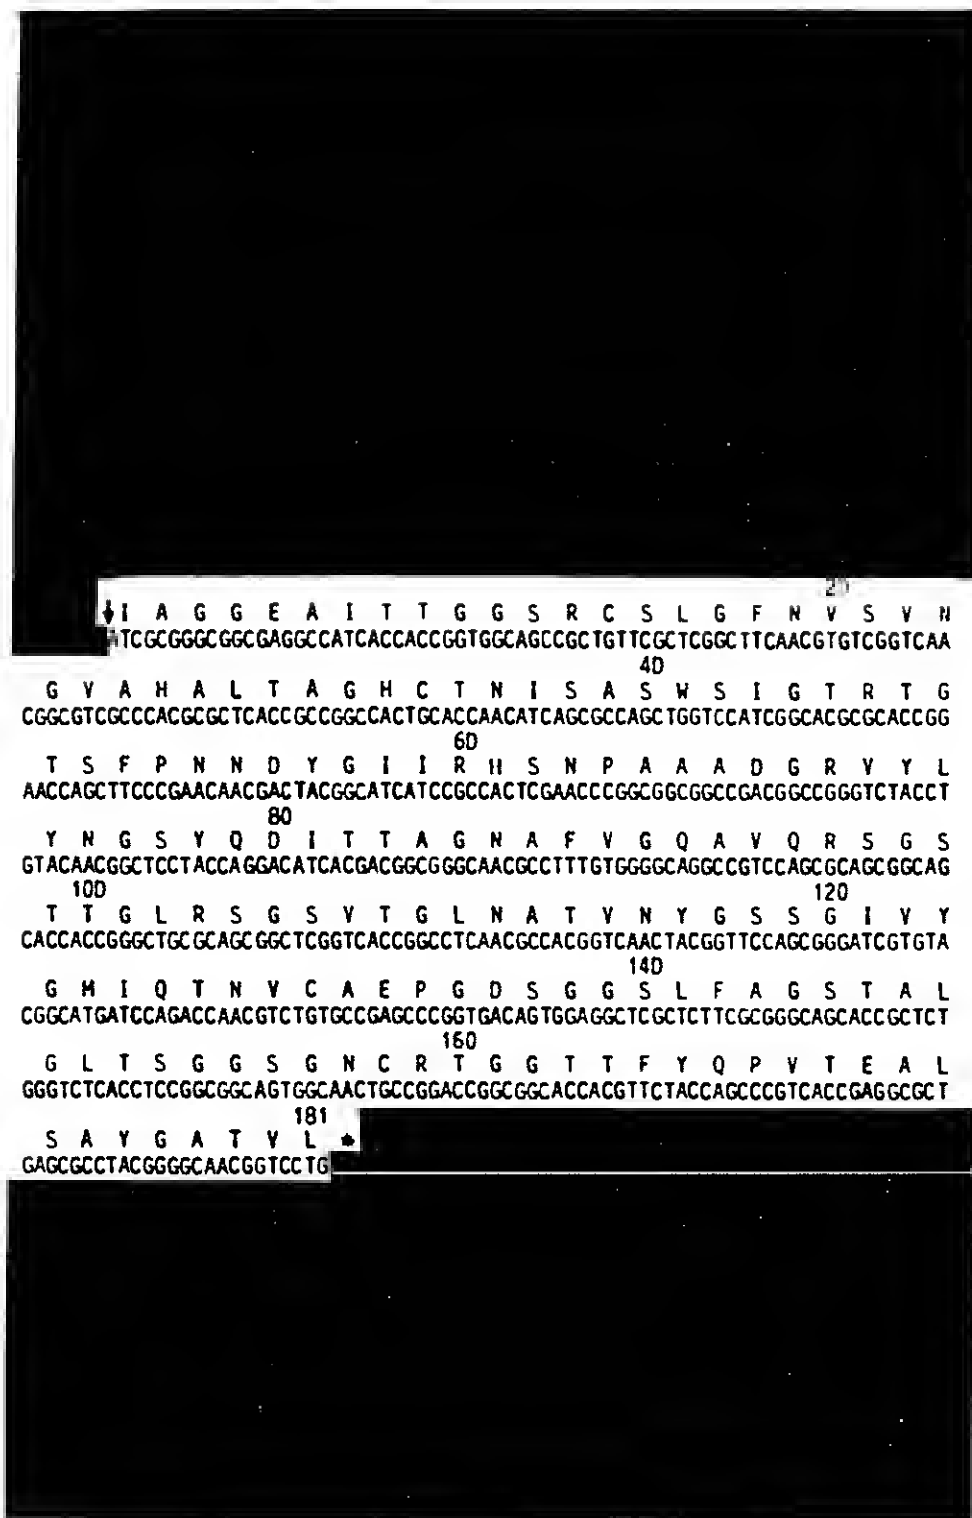 20
↓I A G G E A I T T G G S R C S L G F N V S V N
ATCGCGGGCGGCGAGGCCATCACCACCGGTGGCAGCCGCTGTTCGCTCGGCTTCAACGTGTCGGTCAA
40
G V A H A L T A G H C T N I S A S W S I G T R T G
CGGCGTCGCCCACGCGCTCACCGCCGGCCACTGCACCAACATCAGCGCCAGCTGGTCCATCGGCACGCGCACCGG
60
T S F P N N D Y G I I R H S N P A A A D G R V Y L
AACCAGCTTCCCGAACAACGACTACGGCATCATCCGCCACTCGAACCCGGCGGCGGCCGACGGCCGGGTCTACCT
80
Y N G S Y Q D I T T A G N A F V G Q A V Q R S G S
GTACAACGGCTCCTACCAGGACATCACGACGGCGGGCAACGCCTTTGTGGGGCAGGCCGTCCAGCGCAGCGGCAG
100 120
T T G L R S G S V T G L N A T V N Y G S S G I V Y
CACCACCGGGCTGCGCAGCGGCTCGGTCACCGGCCTCAACGCCACGGTCAACTACGGTTCCAGCGGGATCGTGTA
140
G M I Q T N V C A E P G D S G G S L F A G S T A L
CGGCATGATCCAGACCAACGTCTGTGCCGAGCCCGGTGACAGTGGAGGCTCGCTCTTCGCGGGCAGCACCGCTCT
160
G L T S G G S G N C R T G G T T F Y Q P V T E A L
GGGTCTCACCTCCGGCGGCAGTGGCAACTGCCGGACCGGCGGCACCACGTTCTACCAGCCCGTCACCGAGGCGCT
181
S A Y G A T V L *
GAGCGCCTACGGGGCAACGGTCCTG